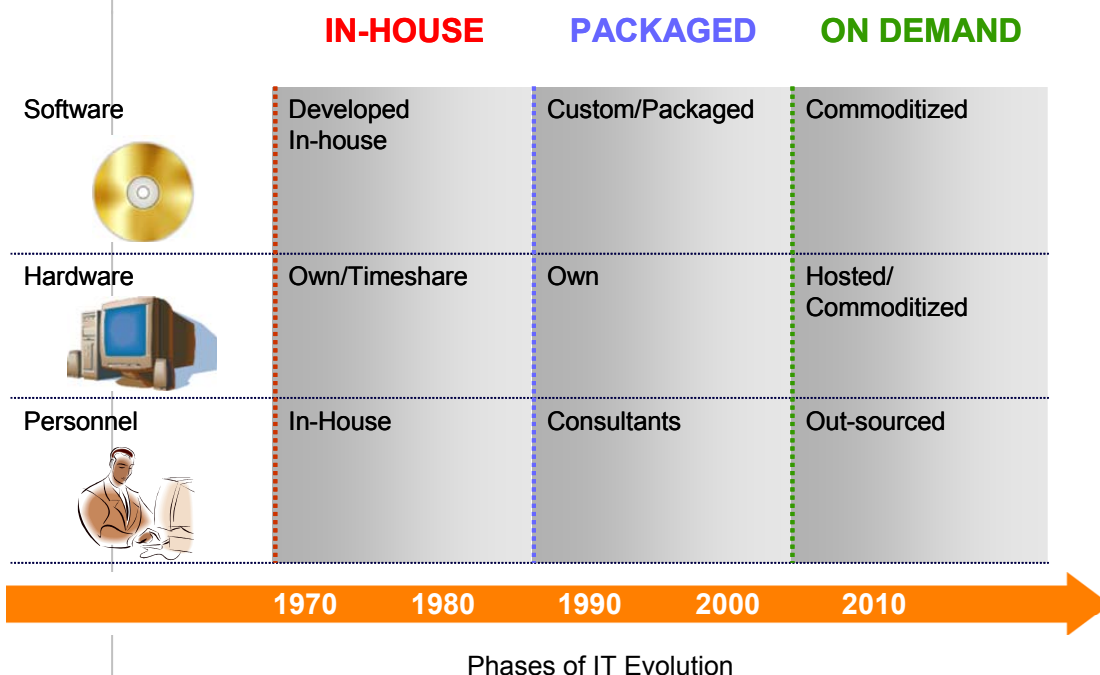 IN-HOUSE PACKAGED ON DEMAND
Software
Developed
In-house
Custom/Packaged
Commoditized
Hardware
Own/Timeshare
Own
Hosted/
Commoditized
Personnel
In-House
Consultants
Out-sourced
1970 1980 1990 2000 2010
Phases of IT Evolution